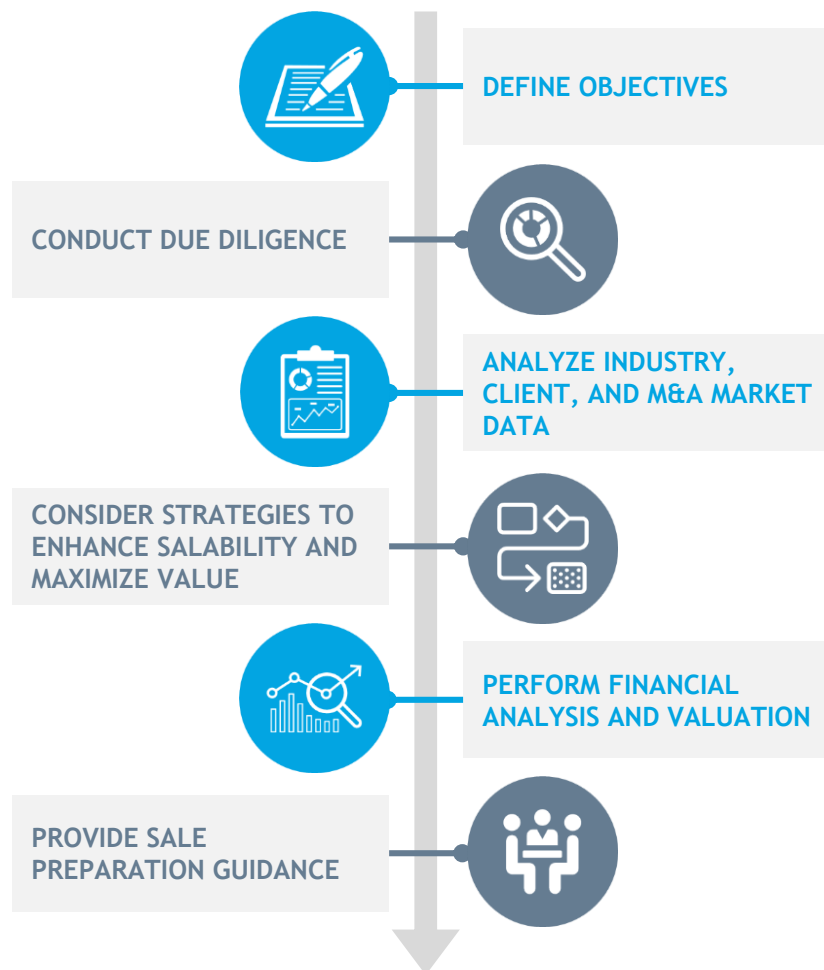 DEFINE OBJECTIVES
CONDUCT DUE DILIGENCE
ANALYZE INDUSTRY,
CLIENT, AND M&A MARKET
DATA
CONSIDER STRATEGIES TO
ENHANCE SALABILITY AND
MAXIMIZE VALUE
PERFORM FINANCIAL
ANALYSIS AND VALUATION
PROVIDE SALE
PREPARATION GUIDANCE